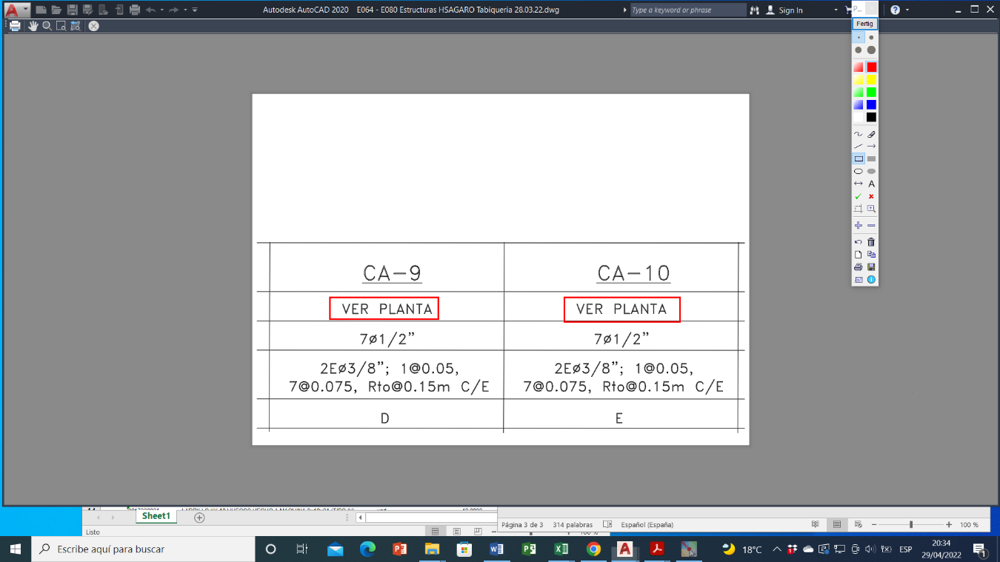 Autodesk AutoCAD 2020 E064 - E080 Estructuras HSAGARO Tabiqueria 28.03.22.dwg
Type a keyword or phrase
Sign In
P...
Fertig
CA-9 CA-10
VER PLANTA VER PLANTA
7ø1/2" 7ø1/2"
2Eø3/8"; 1@0.05, 2Eø3/8"; 1@0.05,
7@0.075, Rto@0.15m C/E 7@0.075, Rto@0.15m C/E
D E
Sheet1
Listo
100 %
Página 3 de 3 314 palabras Español (España) 100 %
Escribe aquí para buscar
18°C ESP 20:34
29/04/2022
1